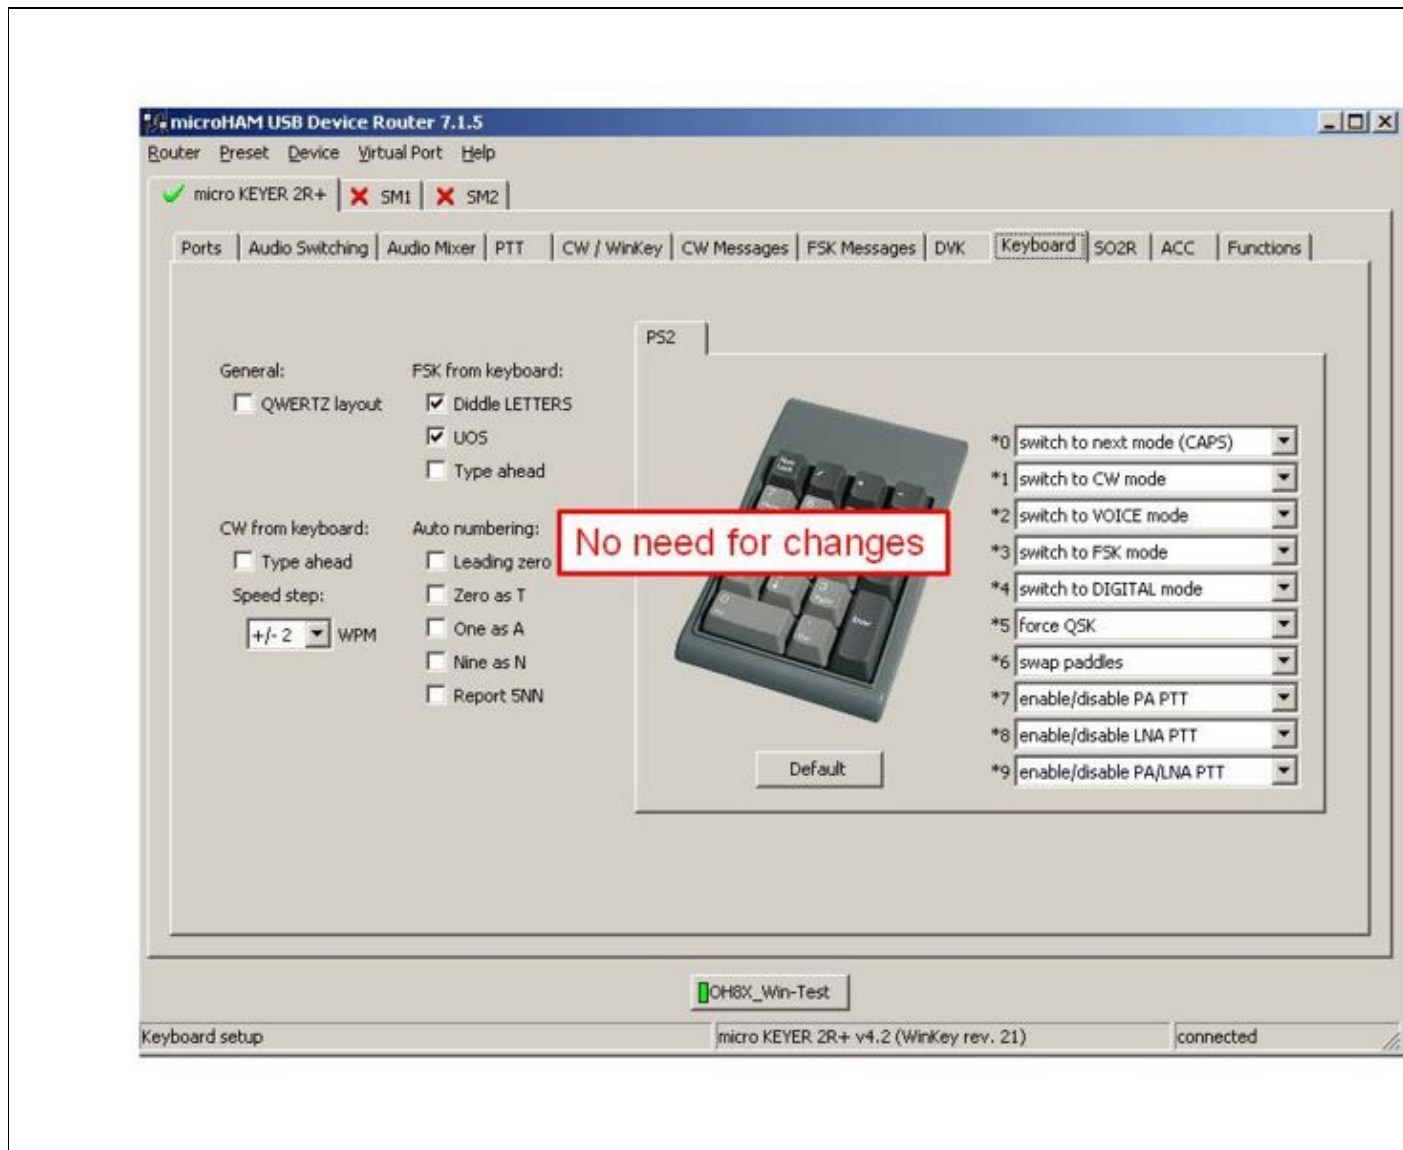 microHAM USB Device Router 7.1.5
Router Preset Device Virtual Port Help
micro KEYER 2R+ SM1 SM2
Ports Audio Switching Audio Mixer PTT CW / WinKey CW Messages FSK Messages DVK Keyboard SO2R ACC Functions
PS2
General:
QWERTZ layout
FSK from keyboard:
Diddle LETTERS
UOS
Type ahead
CW from keyboard:
Type ahead
Speed step:
+/- 2 WPM
Auto numbering:
Leading zero
Zero as T
One as A
Nine as N
Report 5NN
No need for changes
Default
*0 switch to next mode (CAPS)
*1 switch to CW mode
*2 switch to VOICE mode
*3 switch to FSK mode
*4 switch to DIGITAL mode
*5 force QSK
*6 swap paddles
*7 enable/disable PA PTT
*8 enable/disable LNA PTT
*9 enable/disable PA/LNA PTT
OH8X_Win-Test
Keyboard setup micro KEYER 2R+ v4.2 (WinKey rev. 21) connected